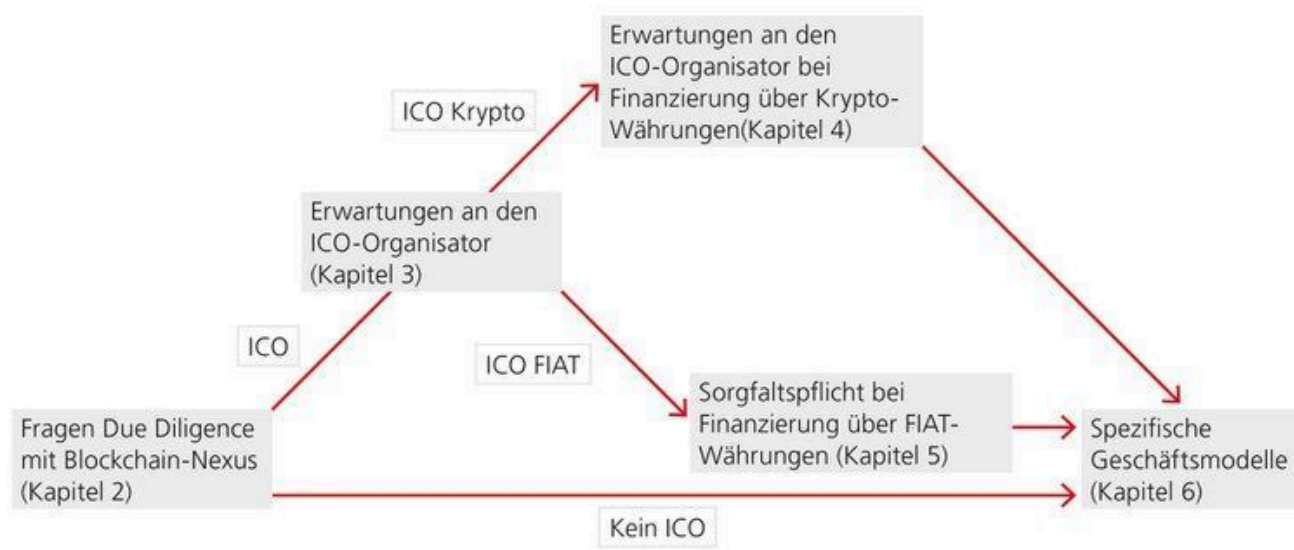 Erwartungen an den
ICO-Organisator bei
Finanzierung über Krypto-
Währungen(Kapitel 4)
ICO Krypto
Erwartungen an den
ICO-Organisator
(Kapitel 3)
ICO
ICO FIAT
Sorgfaltspflicht bei
Finanzierung über FIAT-
Währungen (Kapitel 5)
Fragen Due Diligence
mit Blockchain-Nexus
(Kapitel 2)
Spezifische
Geschäftsmodelle
(Kapitel 6)
Kein ICO